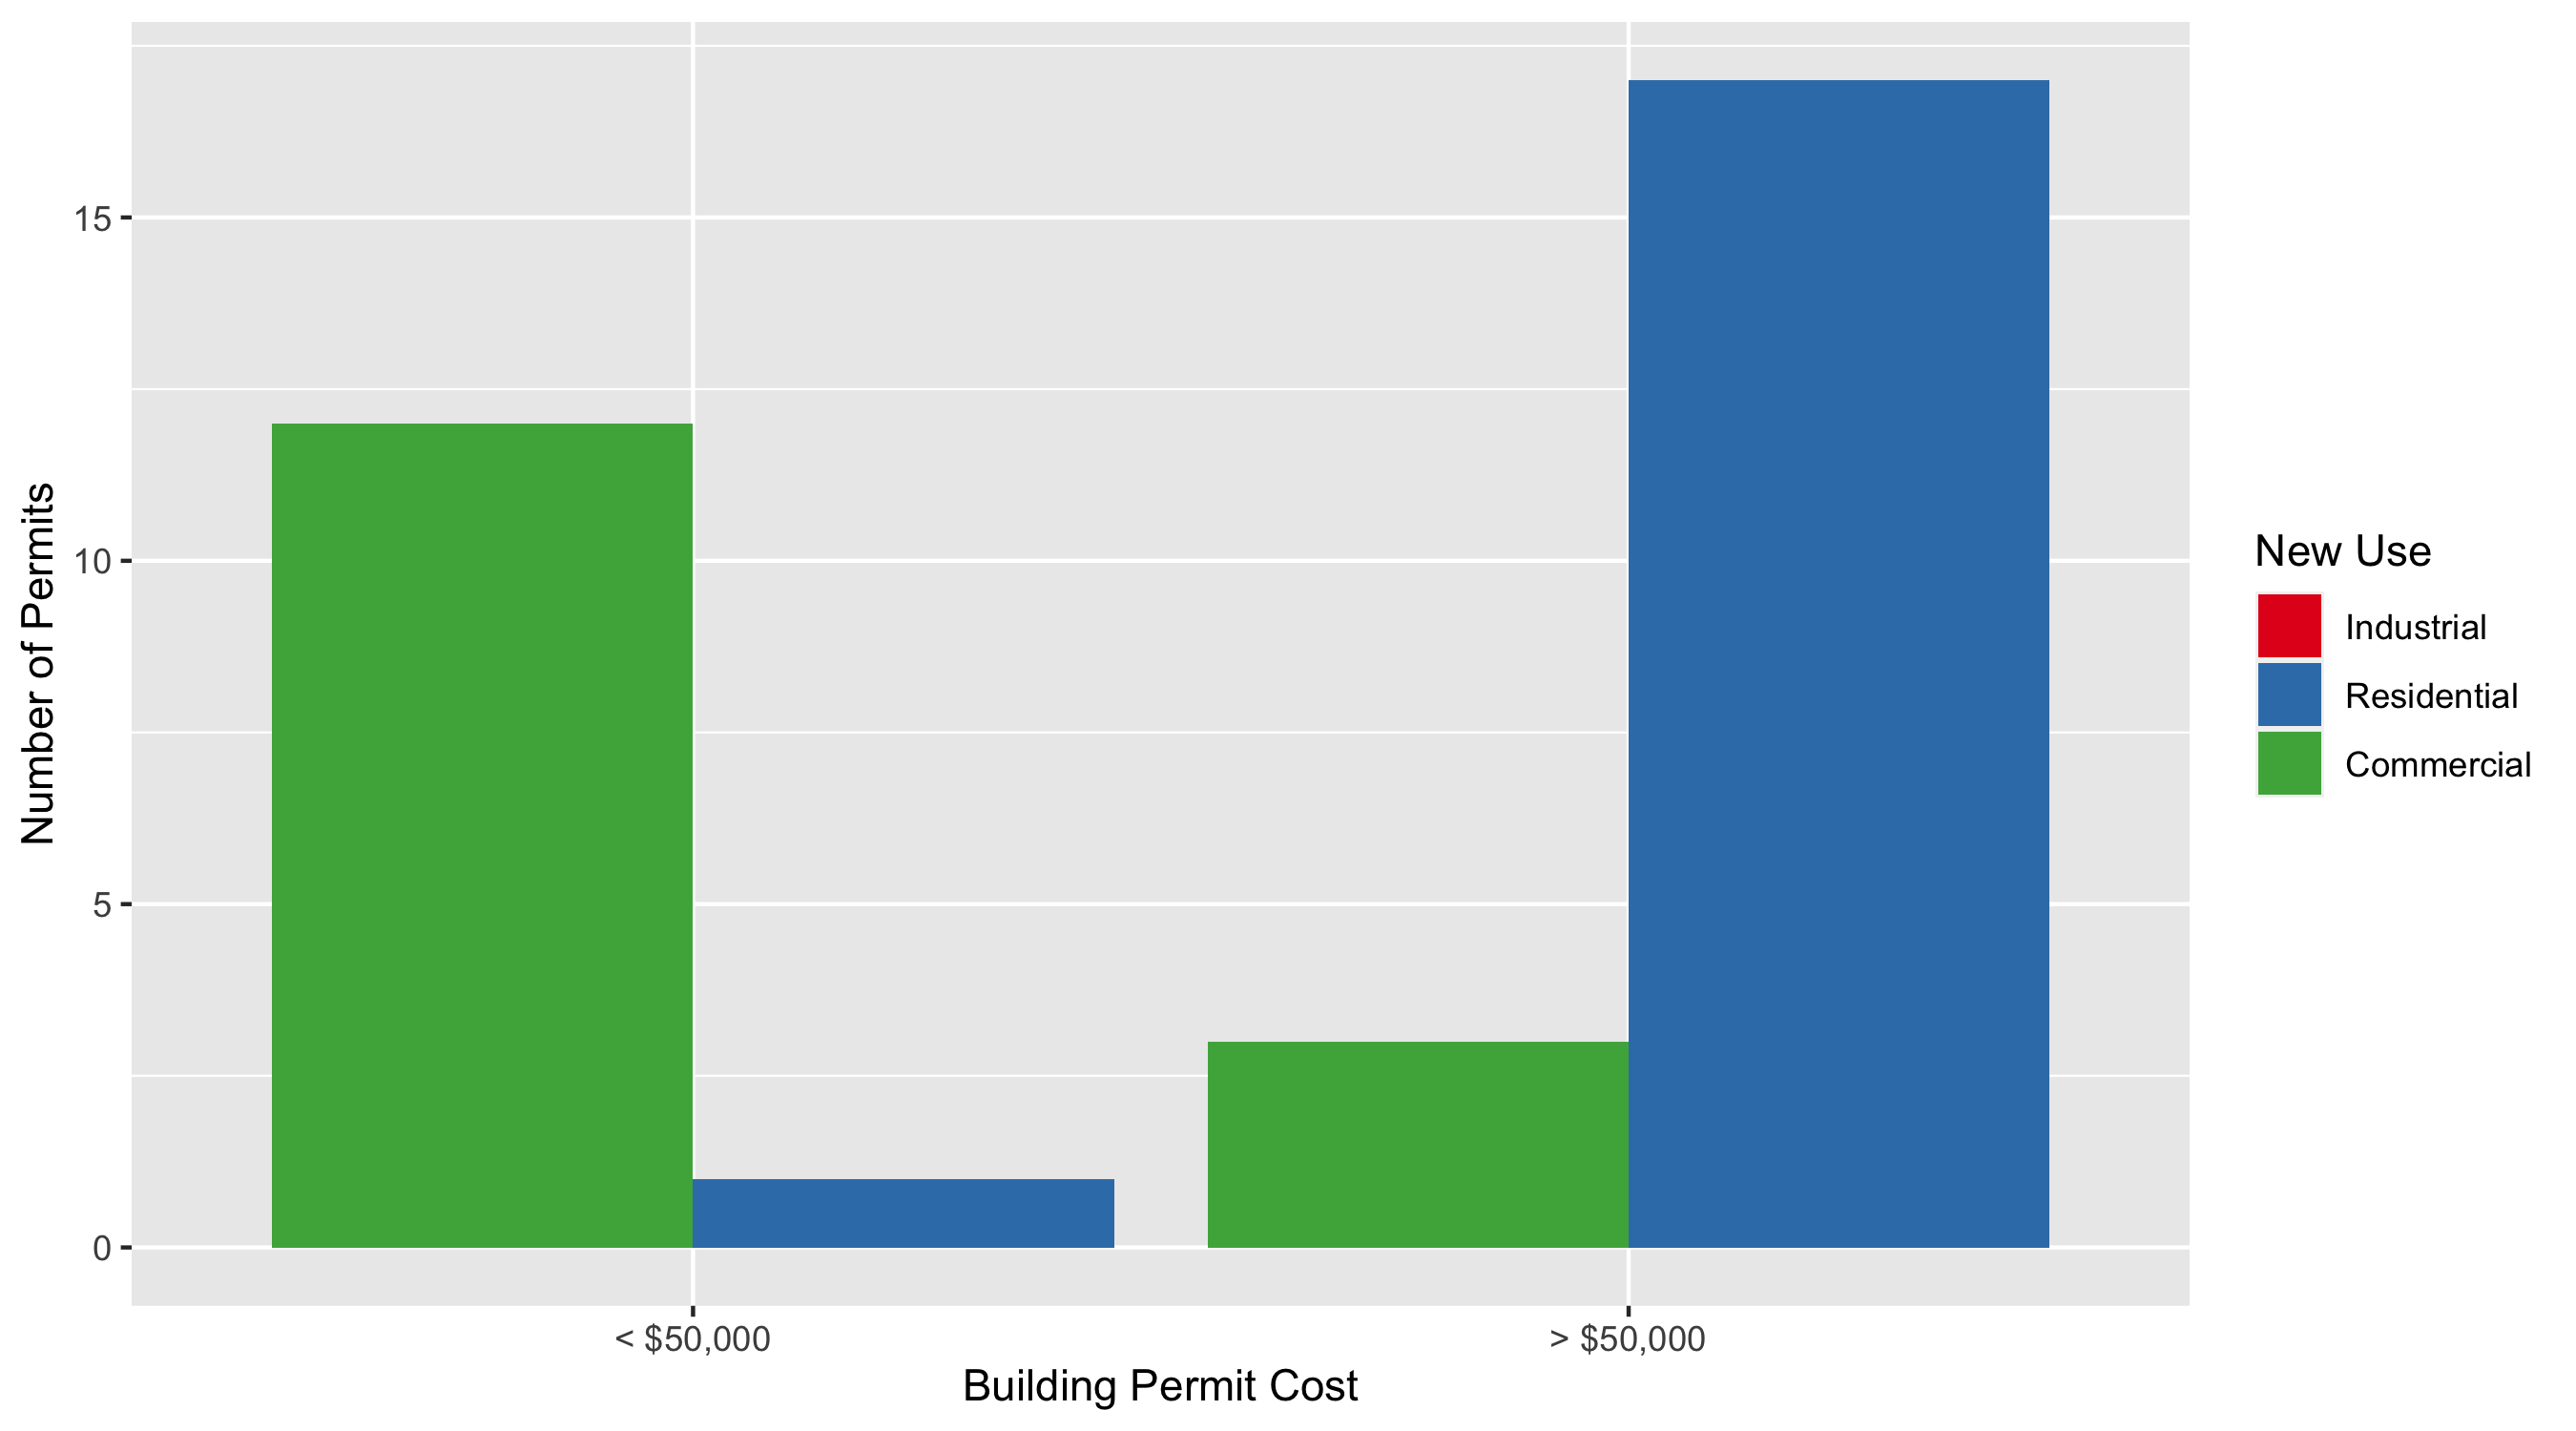 Number of Permits
15
10
5
0
< $50,000
> $50,000
Building Permit Cost
New Use
Industrial
Residential
Commercial